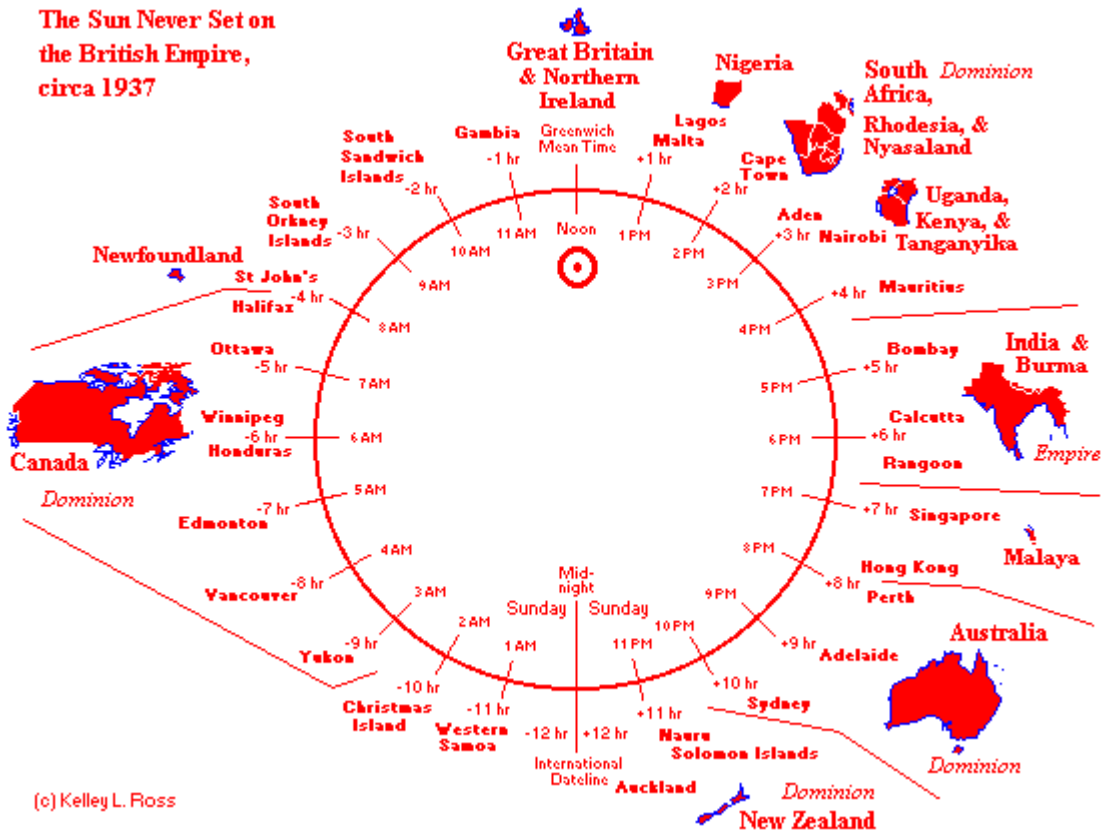 The Sun Never Set on
the British Empire,
circa 1937
Great Britain
& Northern
Ireland
Greenwich
Mean Time
Noon
Nigeria
Lagos
Malta
+1 hr
1 PM
South Dominion
Africa,
Rhodesia, &
Nyasaland
Cape
Town
+2 hr
2 PM
Uganda,
Kenya, &
Tanganyika
Aden
+3 hr Nairobi
3 PM
+4 hr Mauritius
4 PM
India &
Burma
Empire
Bombay
+5 hr
5 PM
Calcutta
+6 hr
6 PM
Rangoon
7 PM
+7 hr Singapore
Malaya
8 PM
Hong Kong
+8 hr
Perth
9 PM
+9 hr Adelaide
Australia
Dominion
10 PM
+10 hr
Sydney
11 PM
+11 hr
Nauru
Solomon Islands
Mid-
night
Sunday Sunday
-12 hr +12 hr
International
Dateline
Auckland
Dominion
New Zealand
1 AM
-11 hr
Western
Samoa
2 AM
-10 hr
Christmas
Island
3 AM
-9 hr
Yukon
4 AM
-8 hr
Vancouver
5 AM
-7 hr
Edmonton
Winnipeg
-6 hr
6 AM
Honduras
Canada
Dominion
Ottawa
-5 hr
7 AM
Newfoundland
St John's
-4 hr
Halifax
8 AM
South
Orkney
Islands
-3 hr
9 AM
South
Sandwich
Islands
-2 hr
10 AM
Gambia
-1 hr
11 AM
(c) Kelley L. Ross